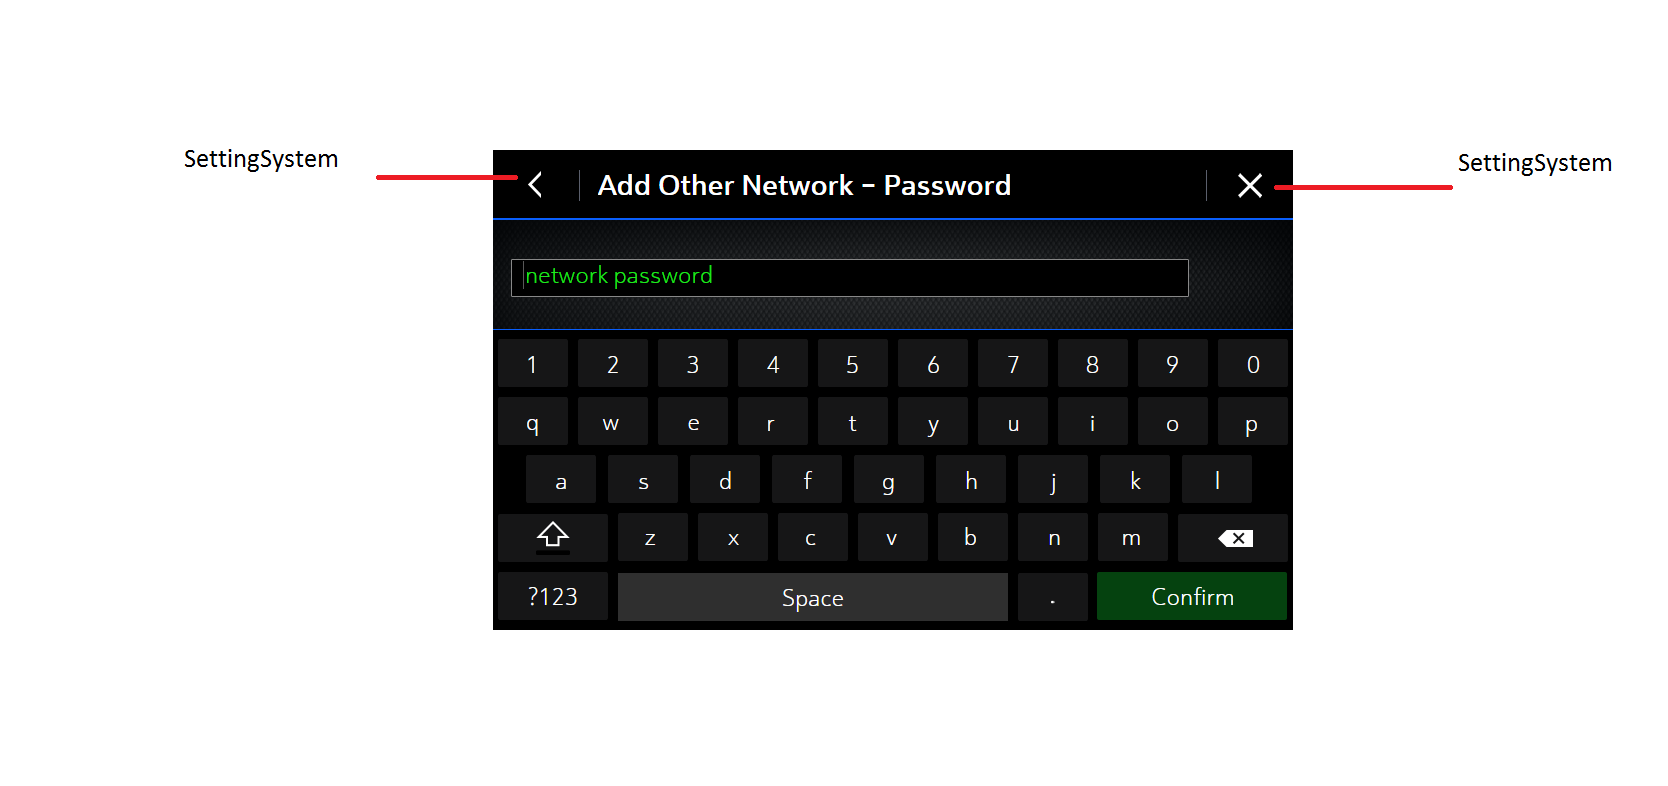 SettingSystem
SettingSystem
Add Other Network – Password
network password
1 2 3 4 5 6 7 8 9 0
q w e r t y u i o p
a s d f g h j k l
z x c v b n m
?123 Space . Confirm